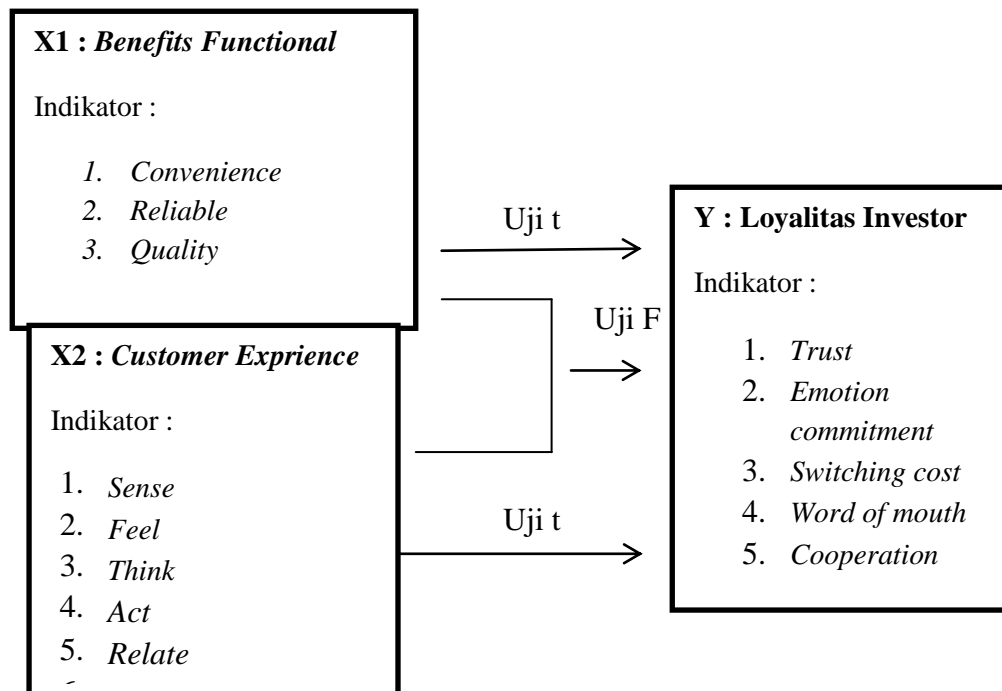 X1 : Benefits Functional
Indikator :
1. Convenience
2. Reliable
3. Quality
X2 : Customer Exprience
Indikator :
1. Sense
2. Feel
3. Think
4. Act
5. Relate
Uji t
Uji F
Uji t
Y : Loyalitas Investor
Indikator :
1. Trust
2. Emotion
commitment
3. Switching cost
4. Word of mouth
5. Cooperation